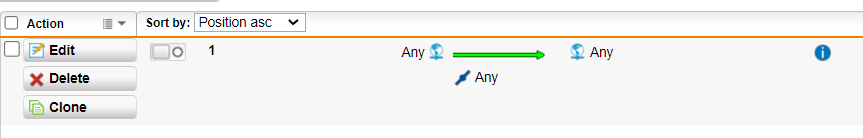 Action Sort by: Position asc
Edit 1 Any Any
Delete Any
Clone